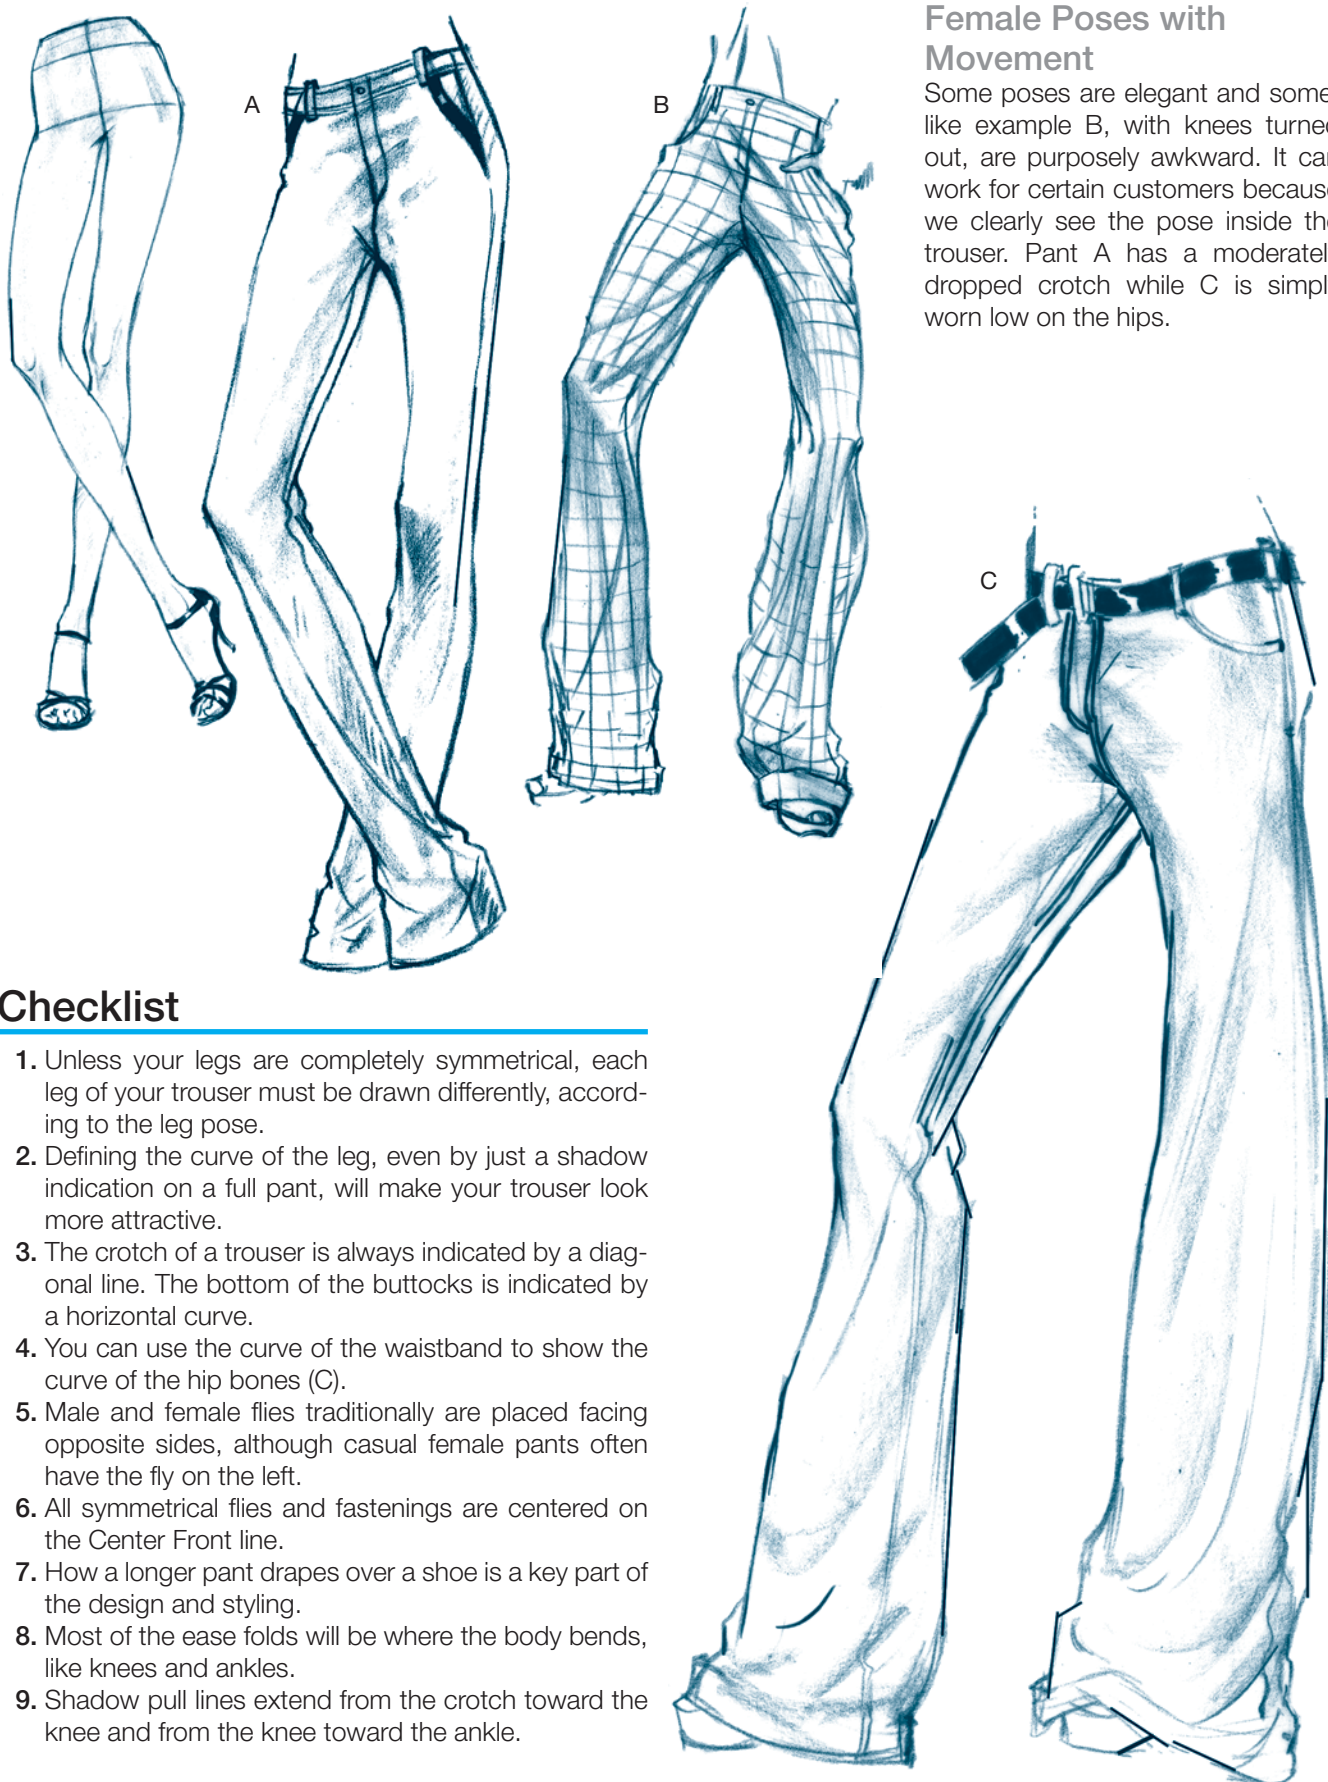 Female Poses with
Movement
Some poses are elegant and some
like example B, with knees turned
out, are purposely awkward. It can
work for certain customers because
we clearly see the pose inside the
trouser. Pant A has a moderatel
dropped crotch while C is simpl
worn low on the hips.
A
B
C
Checklist
1. Unless your legs are completely symmetrical, each
leg of your trouser must be drawn differently, accord-
ing to the leg pose.
2. Defining the curve of the leg, even by just a shadow
indication on a full pant, will make your trouser look
more attractive.
3. The crotch of a trouser is always indicated by a diag-
onal line. The bottom of the buttocks is indicated by
a horizontal curve.
4. You can use the curve of the waistband to show the
curve of the hip bones (C).
5. Male and female flies traditionally are placed facing
opposite sides, although casual female pants often
have the fly on the left.
6. All symmetrical flies and fastenings are centered on
the Center Front line.
7. How a longer pant drapes over a shoe is a key part of
the design and styling.
8. Most of the ease folds will be where the body bends,
like knees and ankles.
9. Shadow pull lines extend from the crotch toward the
knee and from the knee toward the ankle.